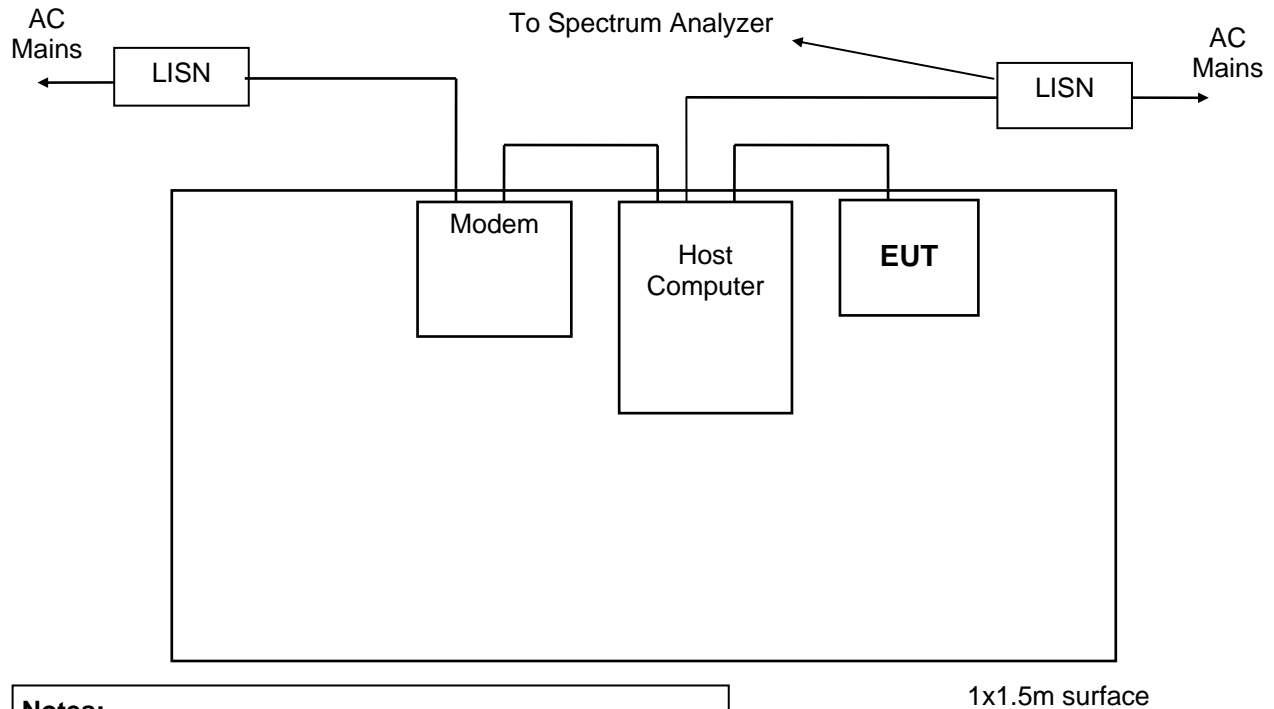 AC
Mains
LISN
To Spectrum Analyzer
AC
Mains
LISN
Modem
Host
Computer
EUT
1x1.5m surface
Notes: